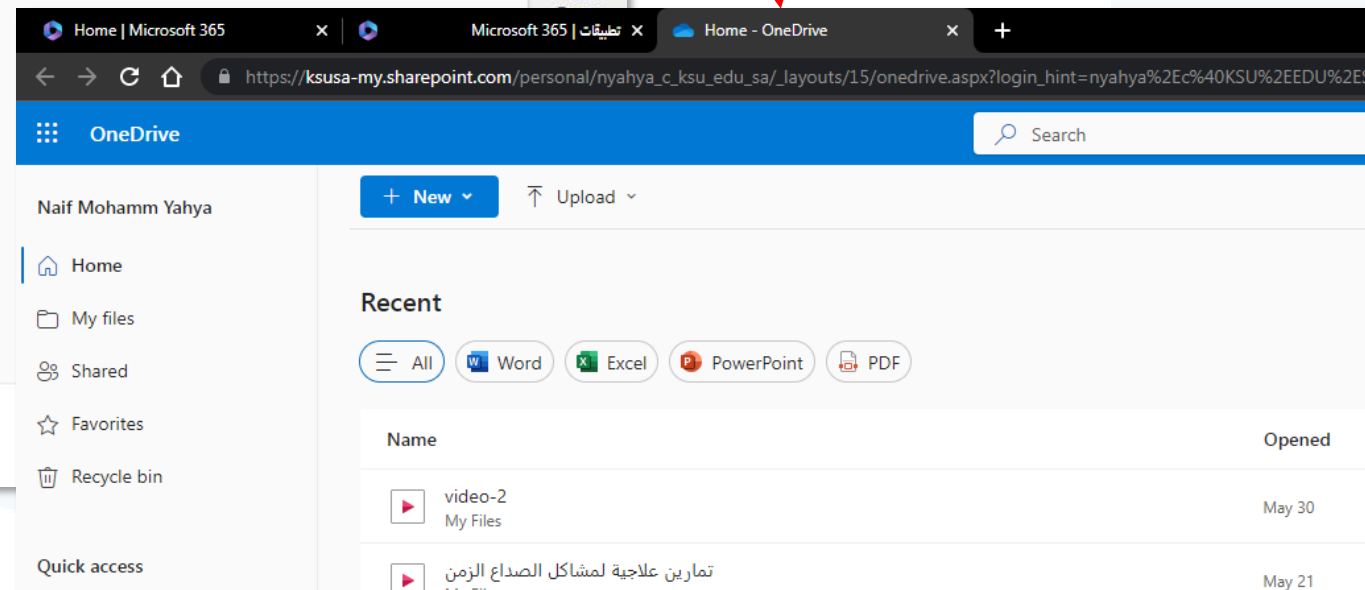 Home | Microsoft 365
تطبيقات | Microsoft 365
Home - OneDrive
https://ksusa-my.sharepoint.com/personal/nyahya_c_ksu_edu_sa/_layouts/15/onedrive.aspx?login_hint=nyahya%2Ec%40KSU%2EEDU%2E
OneDrive
Search
Naif Mohamm Yahya
Home
My files
Shared
Favorites
Recycle bin
Quick access
New
Upload
Recent
All
Word
Excel
PowerPoint
PDF
Name
Opened
video-2
My Files
May 30
تمارين علاجية لمشاكل الصداع الزمن
May 21